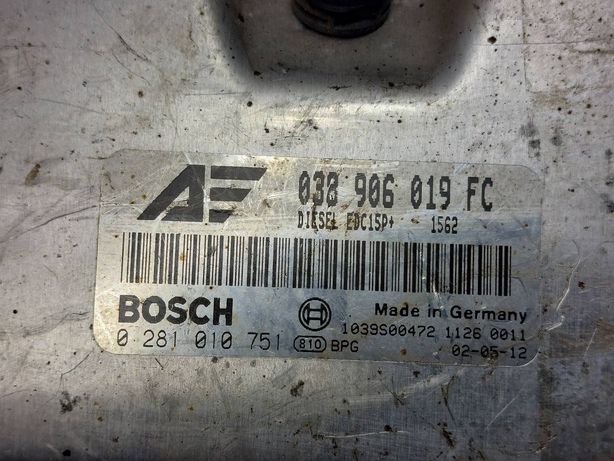 AF 038 906 019 FC
DIESEL EDC15P+ 1562
BOSCH Made in Germany
1039S00472 1126 0011
0 281 010 751 810 BPG 02-05-12